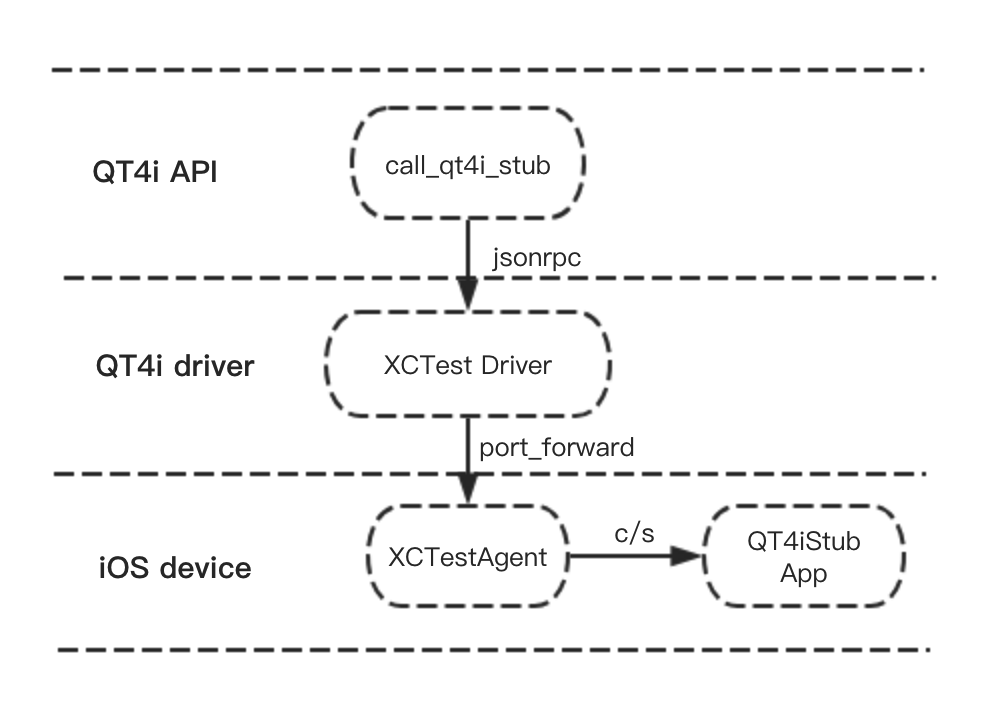 QT4i API
call_qt4i_stub
jsonrpc
QT4i driver
XCTest Driver
port_forward
iOS device
XCTestAgent
c/s
QT4iStub
App